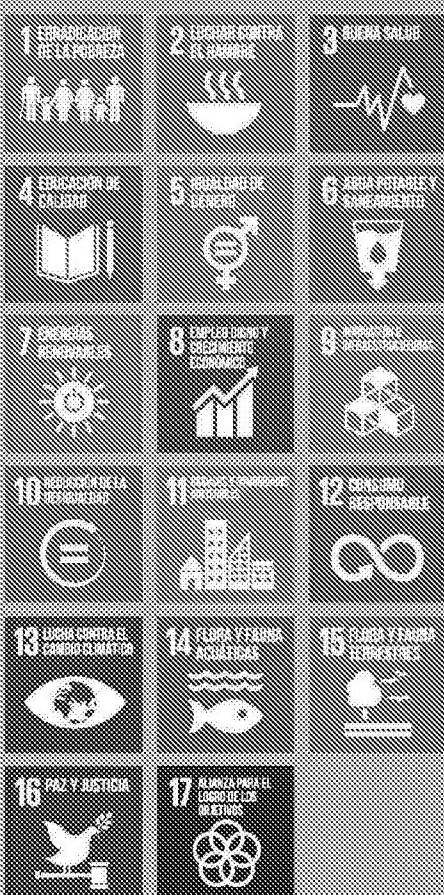 1 ERRADICACIÓN
DE LA POBREZA
2 LUCHAR CONTRA
EL HAMBRE
3 BUENA SALUD
4 EDUCACIÓN DE
CALIDAD
5 IGUALDAD DE
GÉNERO
6 AGUA POTABLE Y
SANEAMIENTO
7 ENERGÍAS
RENOVABLES
8 EMPLEO DIGNO Y
CRECIMIENTO
ECONÓMICO
9
10 REDUCCIÓN DE LA
DESIGUALDAD
11
12 CONSUMO
RESPONSABLE
13 LUCHA CONTRA EL
CAMBIO CLIMÁTICO
14 FLORA Y FAUNA
ACUÁTICAS
15 FLORA Y FAUNA
TERRESTRES
16 PAZ Y JUSTICIA
17 ALIANZA PARA EL
LOGRO DE LOS
OBJETIVOS